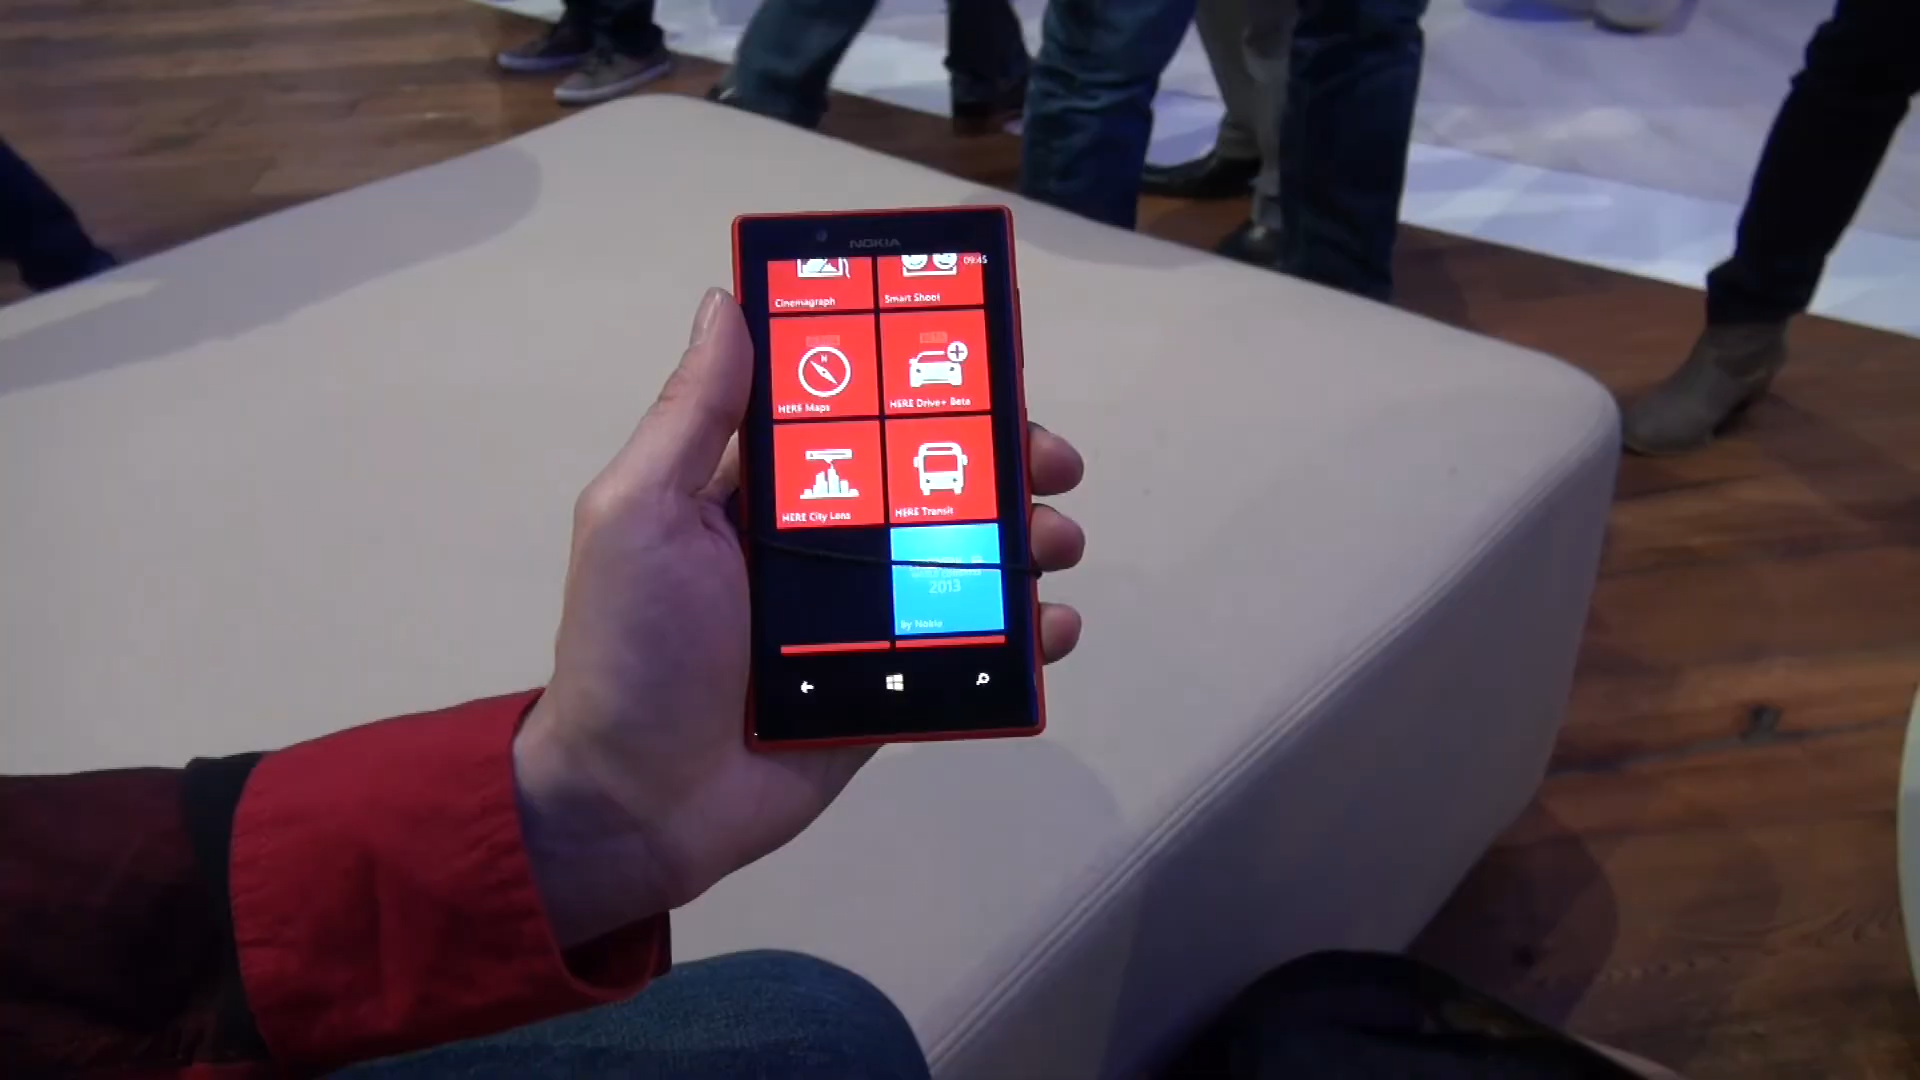 NOKIA
09:45
Cinemagraph
Smart Shoot
HERE Maps
HERE Drive+ Beta
HERE City Lens
HERE Transit
2013
By Nokia